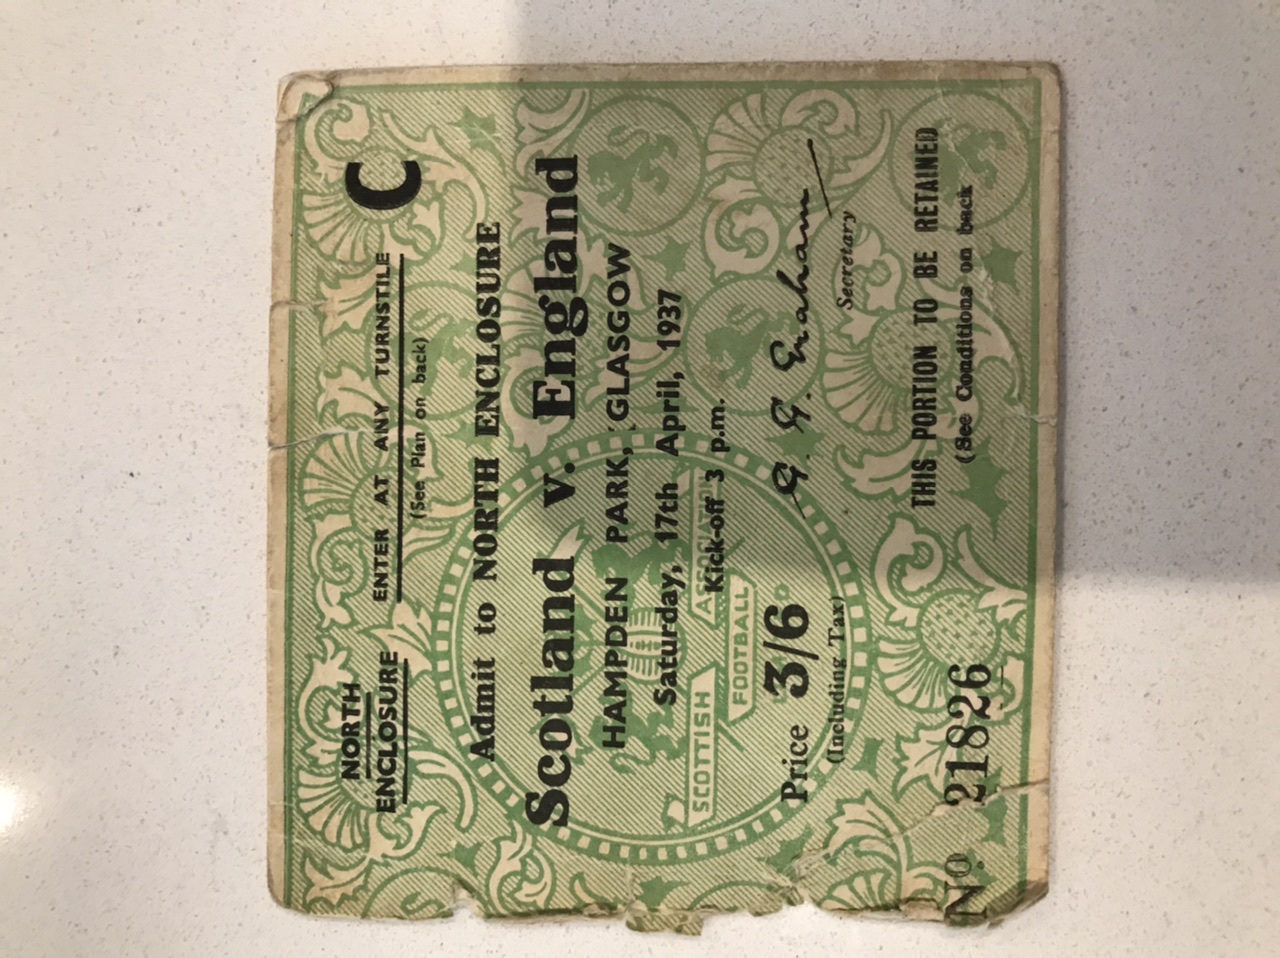 NORTH
ENCLOSURE
ENTER AT ANY TURNSTILE
(See Plan on back)
C
Admit to NORTH ENCLOSURE
Scotland v. England
HAMPDEN PARK, GLASGOW
Saturday, 17th April, 1937
Kick-off 3 p.m.
SCOTTISH
FOOTBALL
ASSOCIATION
Price 3/6
(Including Tax)
G. G. Graham
Secretary
THIS PORTION TO BE RETAINED
(See Conditions on back
No. 21826